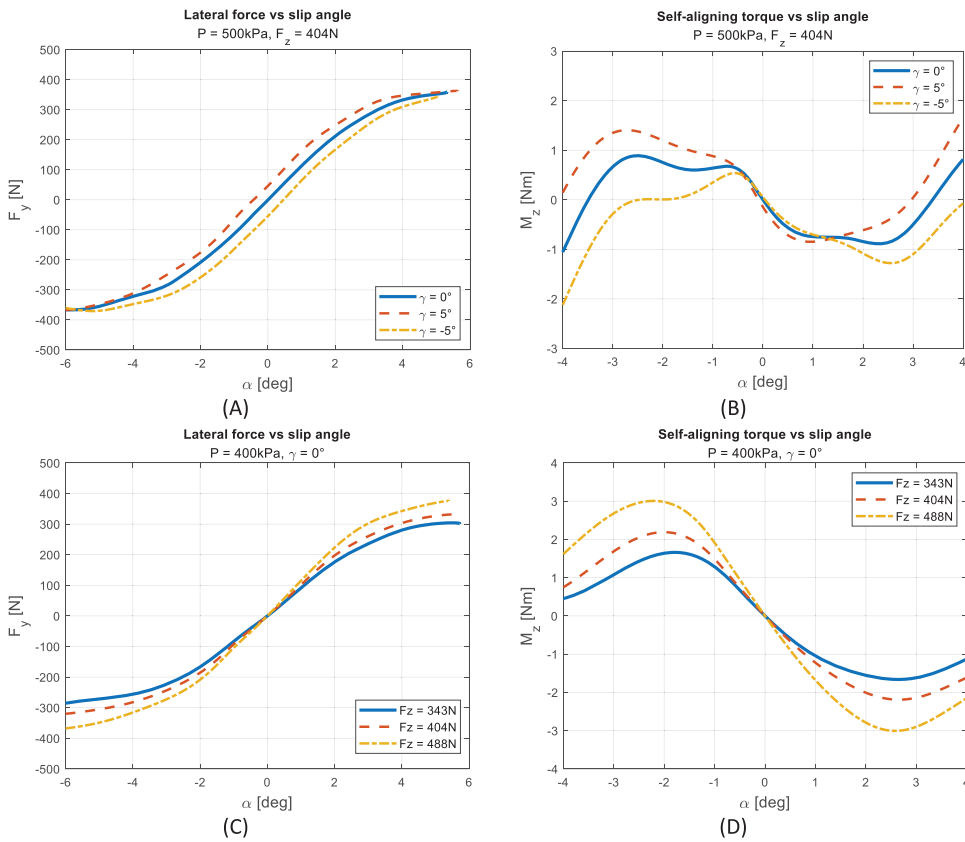 Lateral force vs slip angle
P = 500kPa, F_z = 404N
500
400
300
200
100
0
-100
-200
-300
-400
-500
F_y [N]
-6 -4 -2 0 2 4 6
α [deg]
γ = 0°
γ = 5°
γ = -5°
(A)
Self-aligning torque vs slip angle
P = 500kPa, F_z = 404N
3
2
1
0
-1
-2
-3
M_z [Nm]
-4 -3 -2 -1 0 1 2 3 4
α [deg]
γ = 0°
γ = 5°
γ = -5°
(B)
Lateral force vs slip angle
P = 400kPa, γ = 0°
500
400
300
200
100
0
-100
-200
-300
-400
-500
F_y [N]
-6 -4 -2 0 2 4 6
α [deg]
Fz = 343N
Fz = 404N
Fz = 488N
(C)
Self-aligning torque vs slip angle
P = 400kPa, γ = 0°
4
3
2
1
0
-1
-2
-3
-4
M_z [Nm]
-4 -3 -2 -1 0 1 2 3 4
α [deg]
Fz = 343N
Fz = 404N
Fz = 488N
(D)